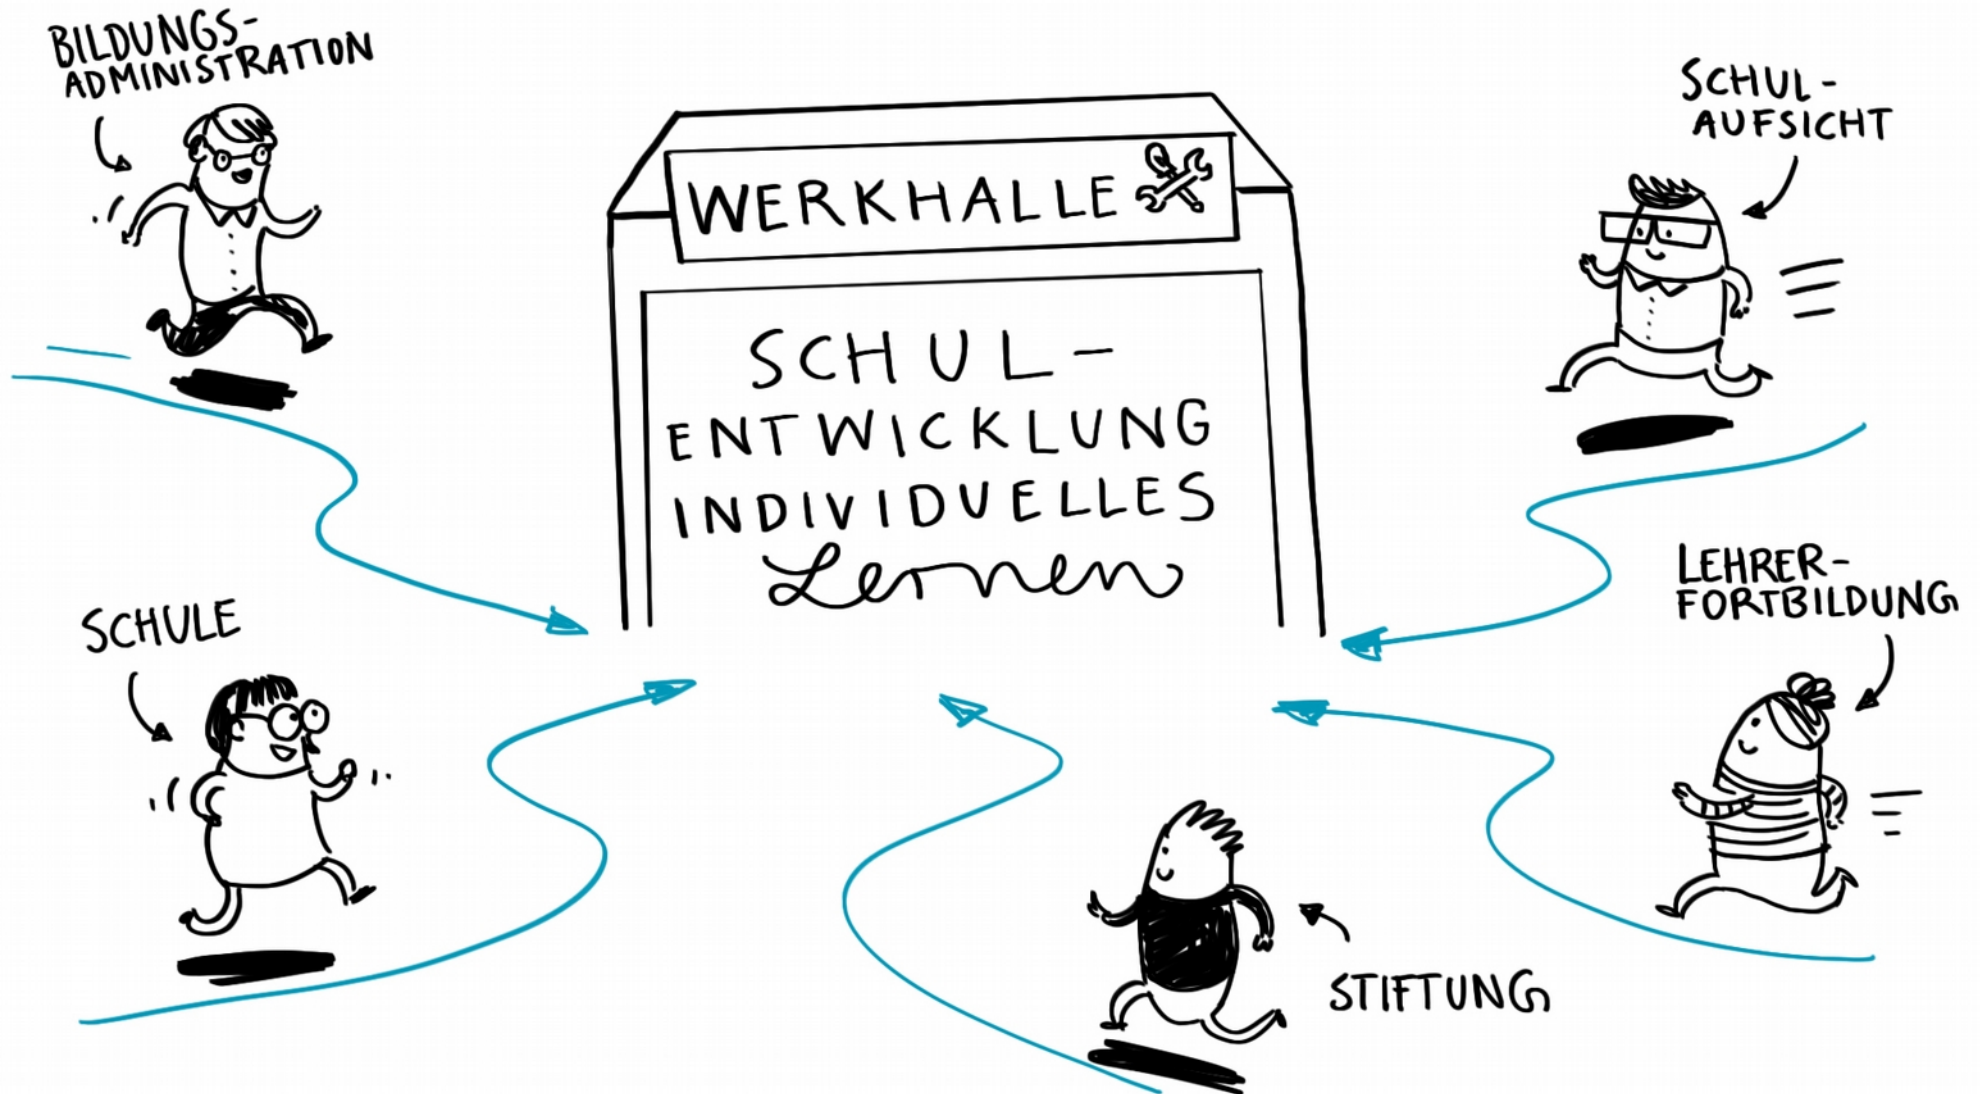 BILDUNGS-
ADMINISTRATION
WERKHALLE
SCHUL-
ENTWICKLUNG
INDIVIDUELLES
Lernen
SCHUL-
AUFSICHT
SCHULE
LEHRER-
FORTBILDUNG
STIFTUNG